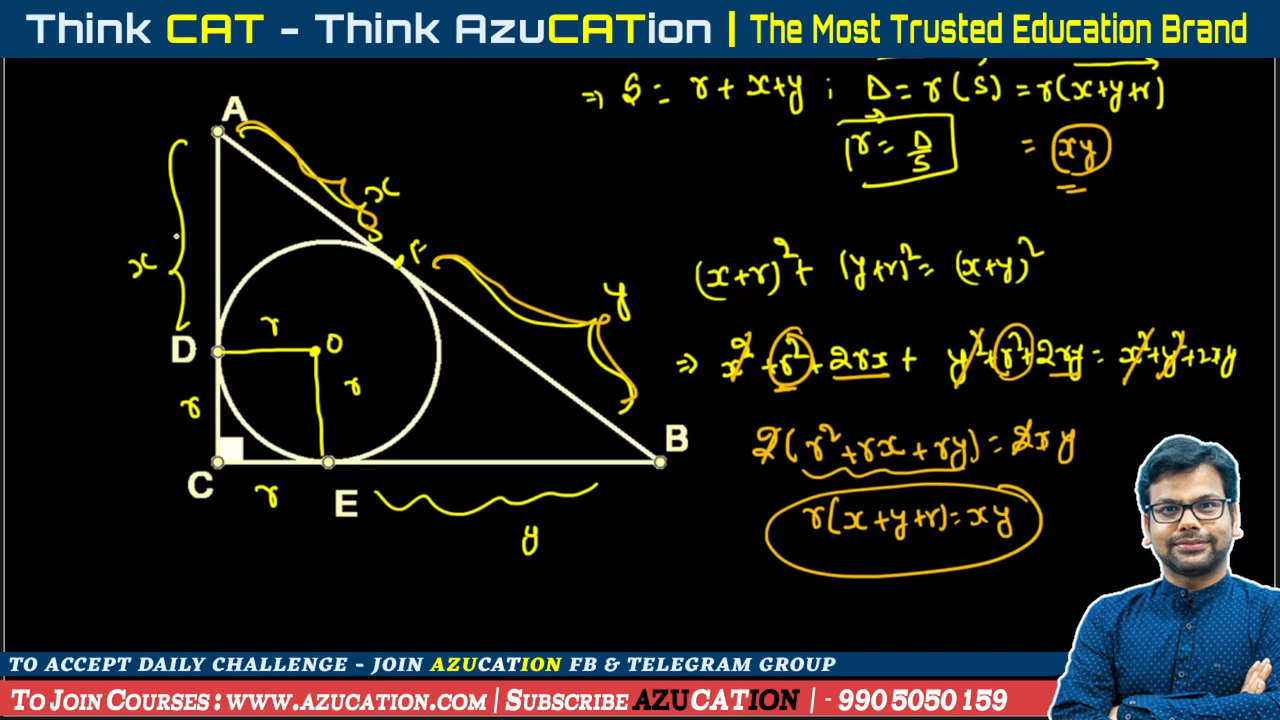 Think CAT - Think AzuCATion | The Most Trusted Education Brand
⇒ S = r + x+y ; Δ = r(S) = r(x+y+r)
r = Δ/S
= xy
A
x
x
F
y
D
r
O
r
r
C
r
E
y
B
(x+r)² + (y+r)² = (x+y)²
⇒ x² + r² + 2rx + y² + r² + 2ry = x² + y² + 2xy
2(r² + rx + ry) = 2xy
r(x+y+r) = xy
TO ACCEPT DAILY CHALLENGE - JOIN AZUCATION FB & TELEGRAM GROUP
TO JOIN COURSES : WWW.AZUCATION.COM | SUBSCRIBE AZUCATION | - 990 5050 159